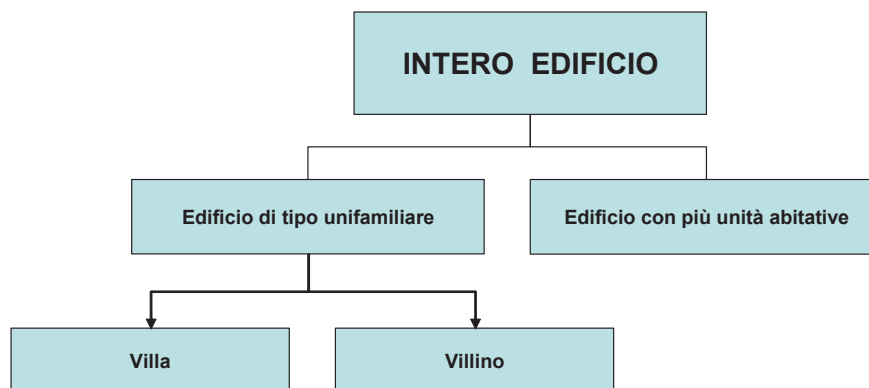 INTERO EDIFICIO
Edificio di tipo unifamiliare
Edificio con più unità abitative
Villa
Villino